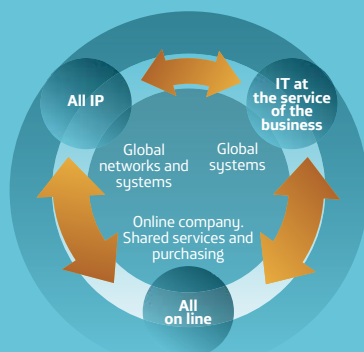 All IP
IT at
the service
of the
business
Global
networks and
systems
Global
systems
Online company.
Shared services and
purchasing
All
on line